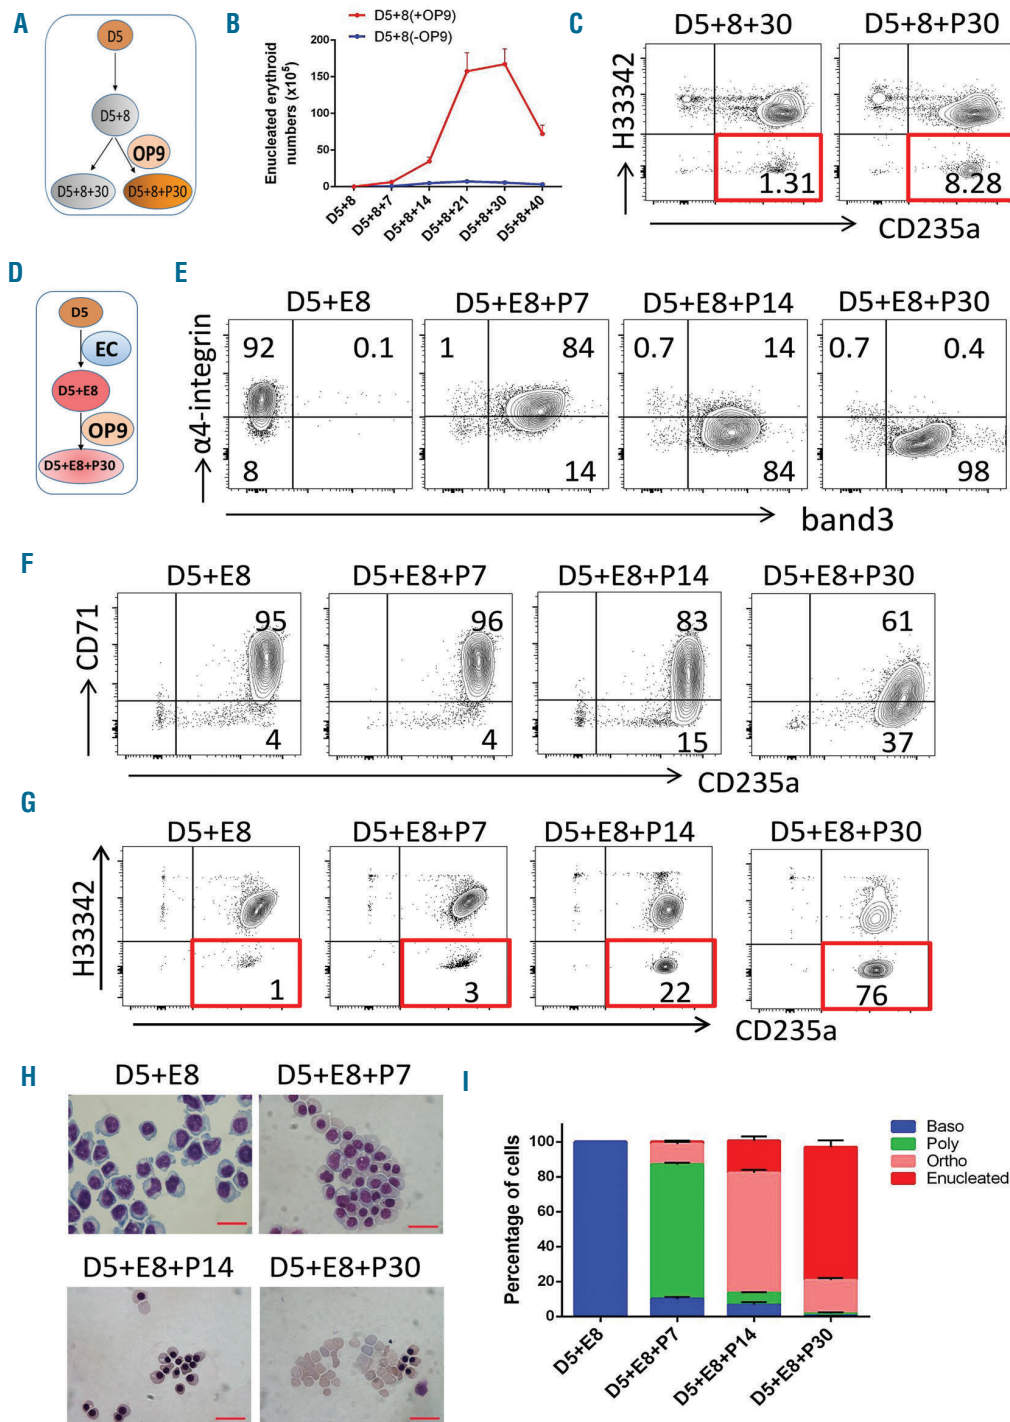 A
D5
D5+8
OP9
D5+8+30
D5+8+P30
B
D5+8(+OP9)
D5+8(-OP9)
Enucleated erythroid
numbers (x10⁶)
200
150
100
50
0
D5+8
D5+8+7
D5+8+14
D5+8+21
D5+8+30
D5+8+40
C
D5+8+30
D5+8+P30
H33342
1.31
8.28
CD235a
D
D5
EC
D5+E8
OP9
D5+E8+P30
E
D5+E8
D5+E8+P7
D5+E8+P14
D5+E8+P30
α4-integrin
92
0.1
8
1
84
14
0.7
14
84
0.7
0.4
98
band3
F
D5+E8
D5+E8+P7
D5+E8+P14
D5+E8+P30
CD71
95
4
96
4
83
15
61
37
CD235a
G
D5+E8
D5+E8+P7
D5+E8+P14
D5+E8+P30
H33342
1
3
22
76
CD235a
H
D5+E8
D5+E8+P7
D5+E8+P14
D5+E8+P30
I
Baso
Poly
Ortho
Enucleated
Percentage of cells
100
80
60
40
20
0
D5+E8
D5+E8+P7
D5+E8+P14
D5+E8+P30